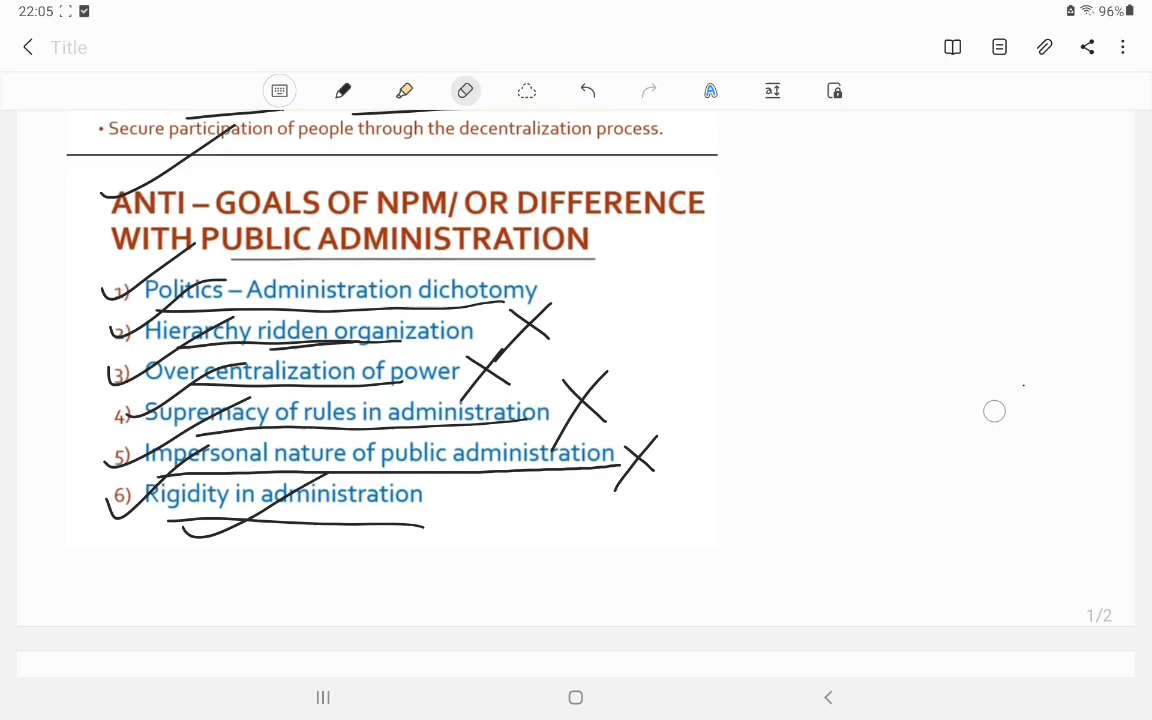 22:05
96%
Title
• Secure participation of people through the decentralization process.
ANTI – GOALS OF NPM/ OR DIFFERENCE
WITH PUBLIC ADMINISTRATION
1) Politics – Administration dichotomy
2) Hierarchy ridden organization
3) Over centralization of power
4) Supremacy of rules in administration
5) Impersonal nature of public administration
6) Rigidity in administration
1/2